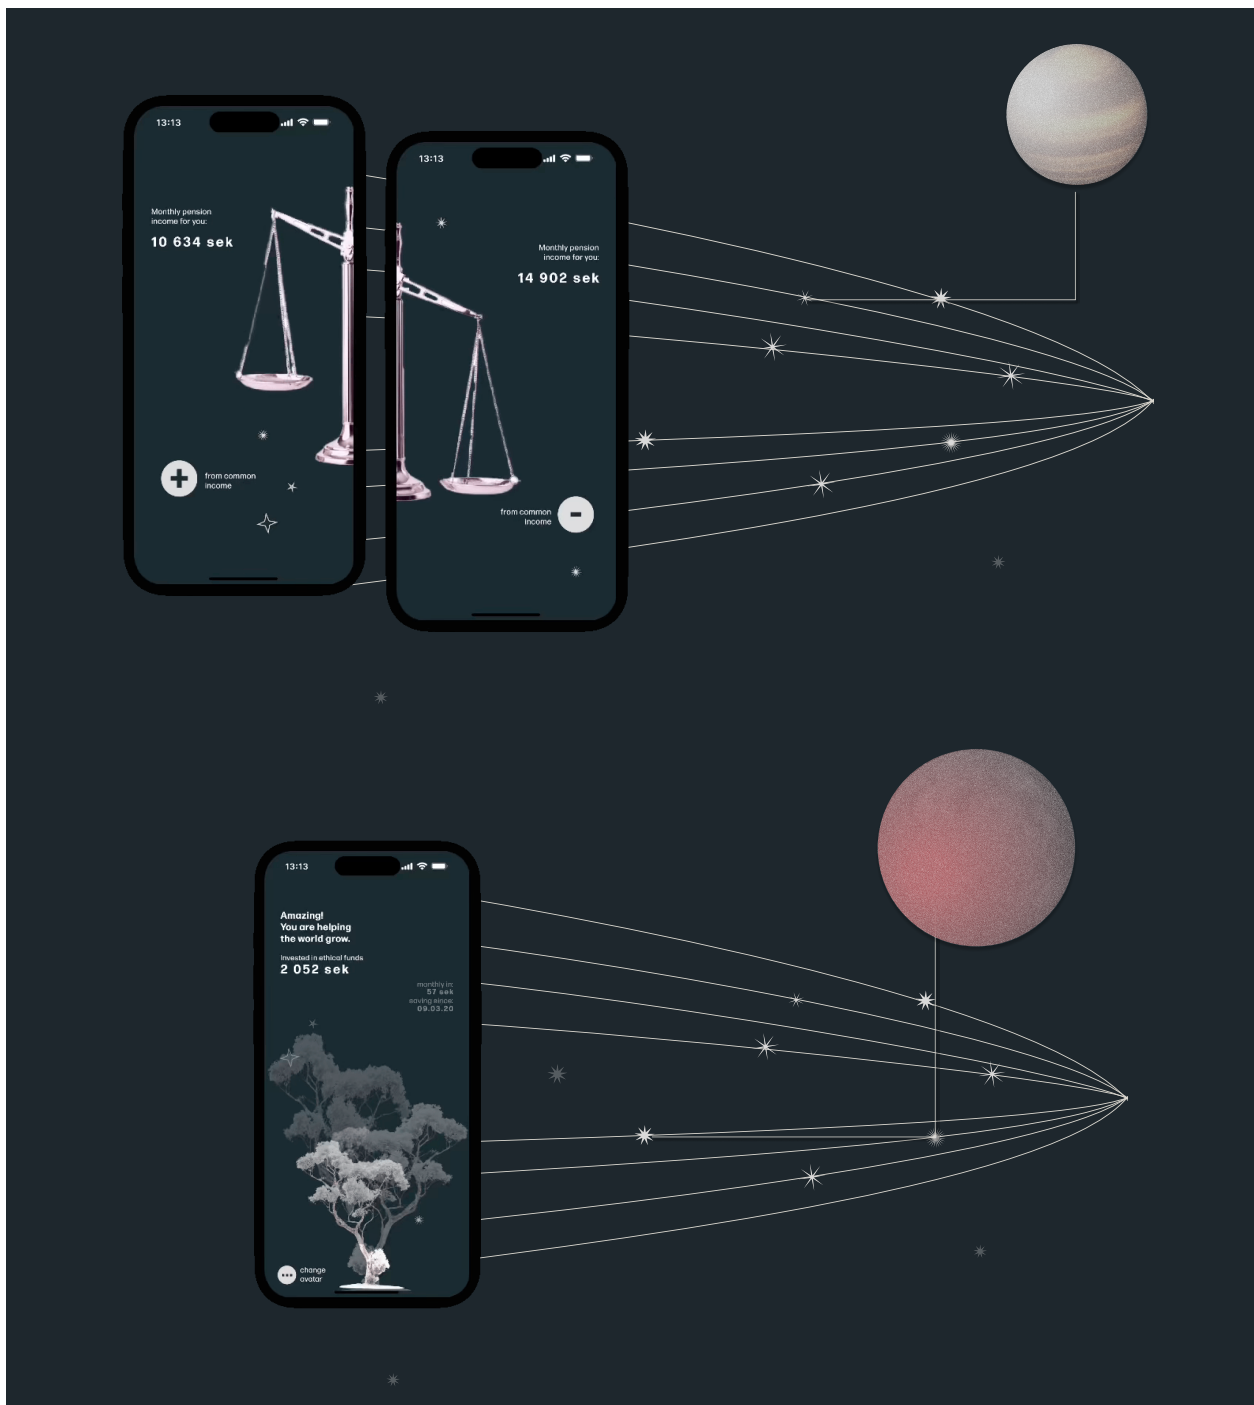 13:13
Monthly pension
income for you:
10 634 sek
from common
income
13:13
Monthly pension
income for you:
14 902 sek
from common
income
13:13
Amazing!
You are helping
the world grow.
Invested in ethical funds
2 052 sek
monthly in:
57 sek
saving since:
09.03.20
change
avatar